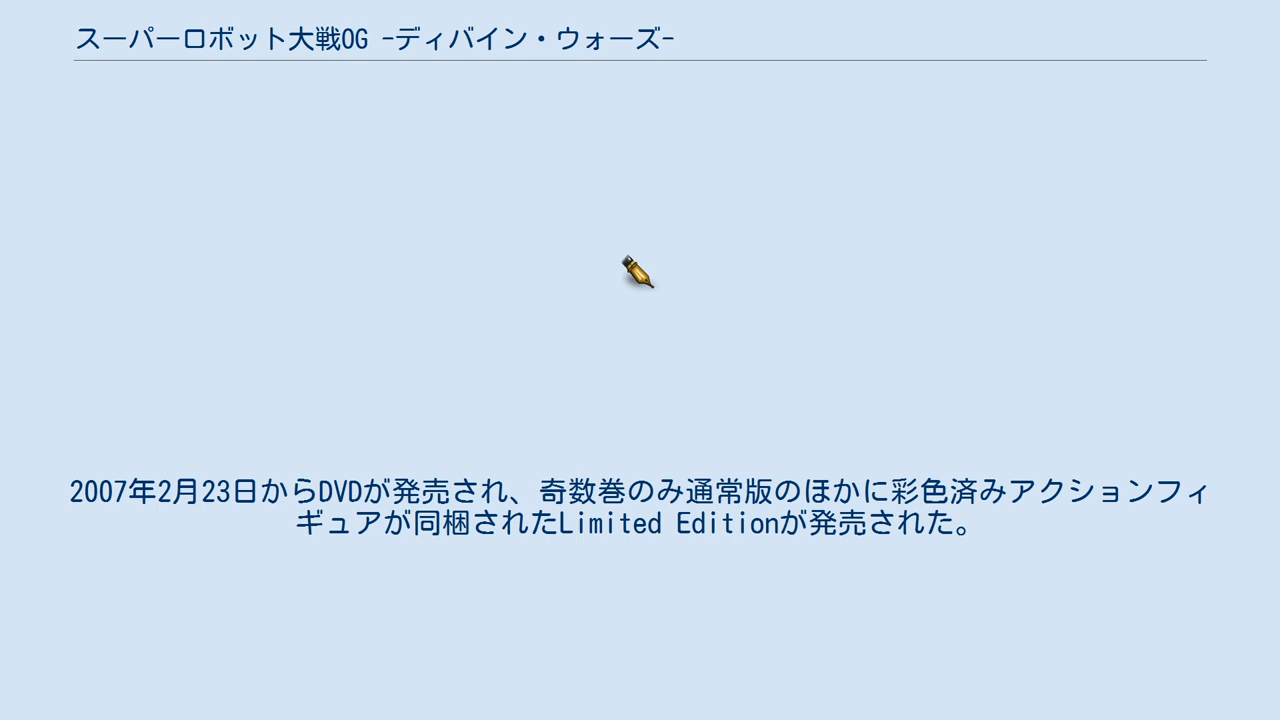 スーパーロボット大戦OG -ディバイン・ウォーズ-
2007年2月23日からDVDが発売され、奇数巻のみ通常版のほかに彩色済みアクションフィ
ギュアが同梱されたLimited Editionが発売された。